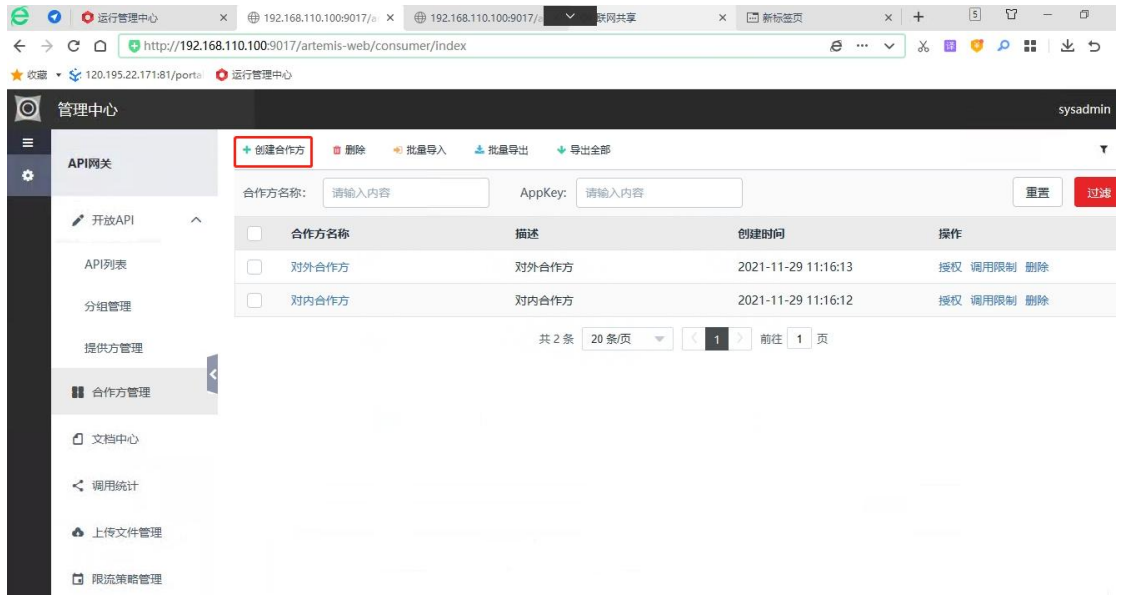 运行管理中心 192.168.110.100:9017/a 192.168.110.100:9017/a 联网共享 新标签页 5
http://192.168.110.100:9017/artemis-web/consumer/index
收藏 120.195.22.171:81/porta 运行管理中心
管理中心 sysadmin
API网关
创建合作方 删除 批量导入 批量导出 导出全部
合作方名称: 请输入内容 AppKey: 请输入内容 重置 过滤
开放API
合作方名称 描述 创建时间 操作
API列表
对外合作方 对外合作方 2021-11-29 11:16:13 授权 调用限制 删除
分组管理
对内合作方 对内合作方 2021-11-29 11:16:12 授权 调用限制 删除
提供方管理
共 2 条 20 条/页 1 前往 1 页
合作方管理
文档中心
调用统计
上传文件管理
限流策略管理